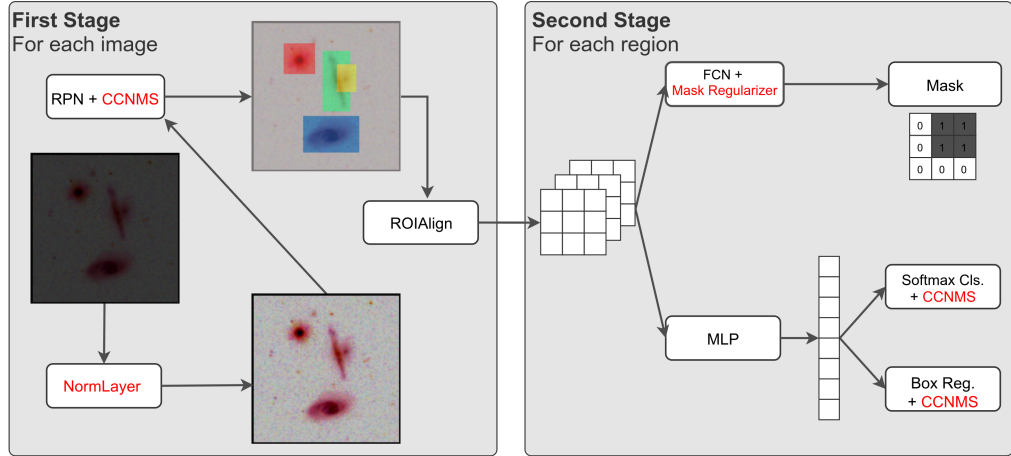 First Stage
For each image
RPN + CCNMS
NormLayer
ROIAlign
Second Stage
For each region
FCN +
Mask Regularizer
Mask
0 1 1
0 1 1
0 0 0
MLP
Softmax Cls.
+ CCNMS
Box Reg.
+ CCNMS